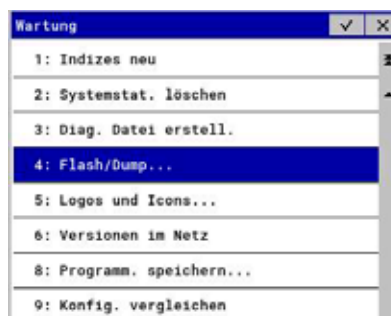 Wartung
1: Indizes neu
2: Systemstat. löschen
3: Diag. Datei erstell.
4: Flash/Dump...
5: Logos und Icons...
6: Versionen im Netz
8: Programm. speichern...
9: Konfig. vergleichen